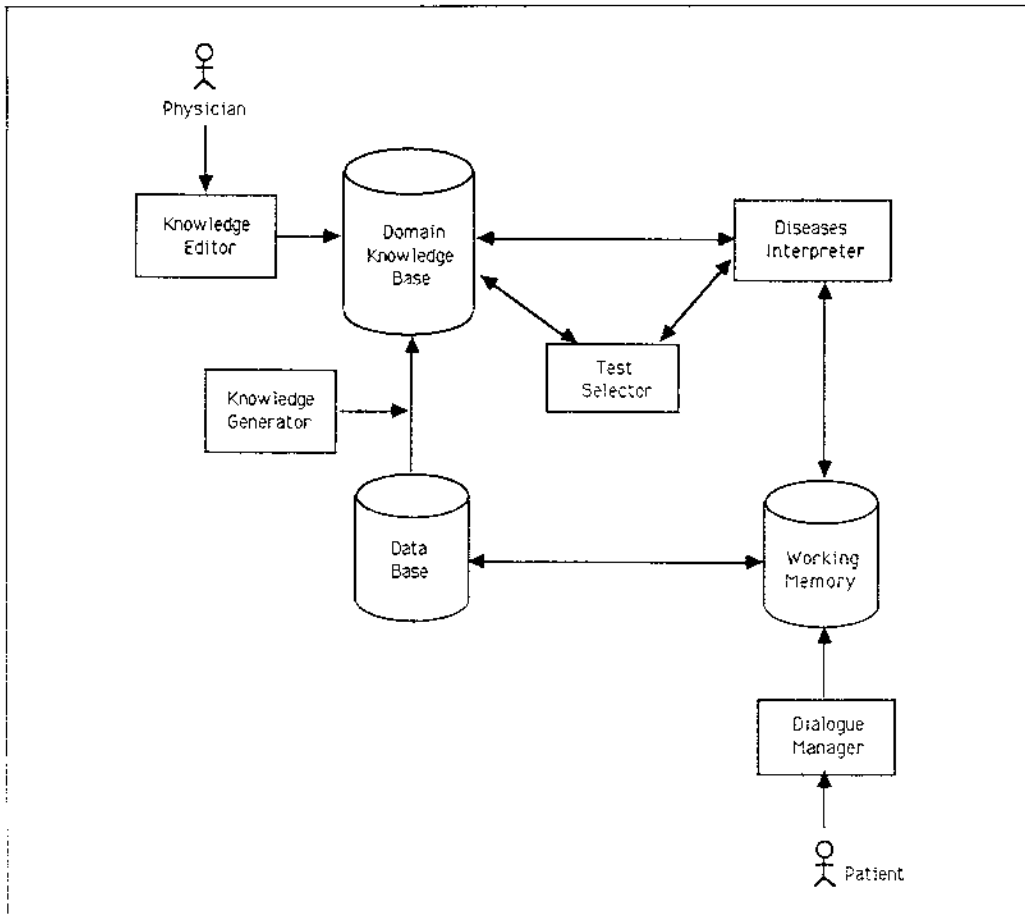 Physician
Knowledge
Editor
Domain
Knowledge
Base
Diseases
Interpreter
Test
Selector
Knowledge
Generator
Data
Base
Working
Memory
Dialogue
Manager
Patient